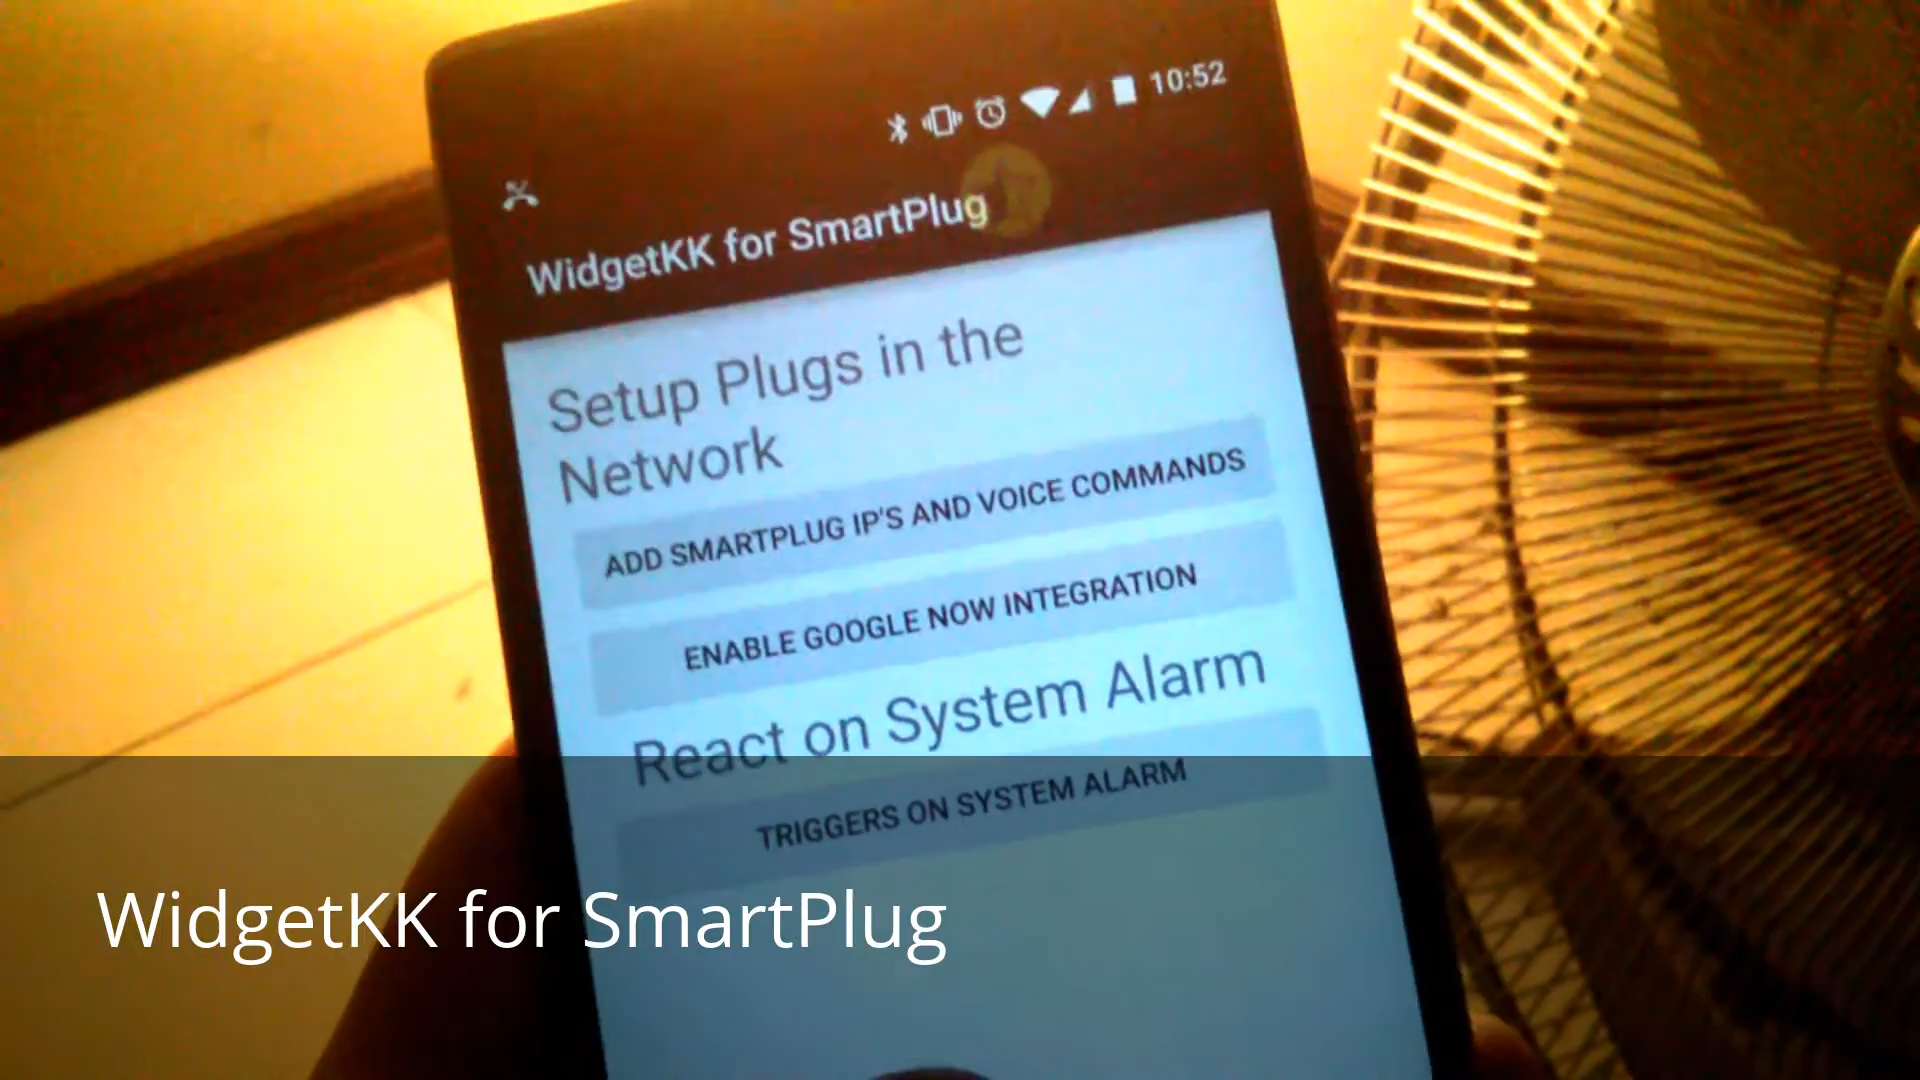 10:52
WidgetKK for SmartPlug
Setup Plugs in the
Network
ADD SMARTPLUG IP'S AND VOICE COMMANDS
ENABLE GOOGLE NOW INTEGRATION
React on System Alarm
TRIGGERS ON SYSTEM ALARM
WidgetKK for SmartPlug